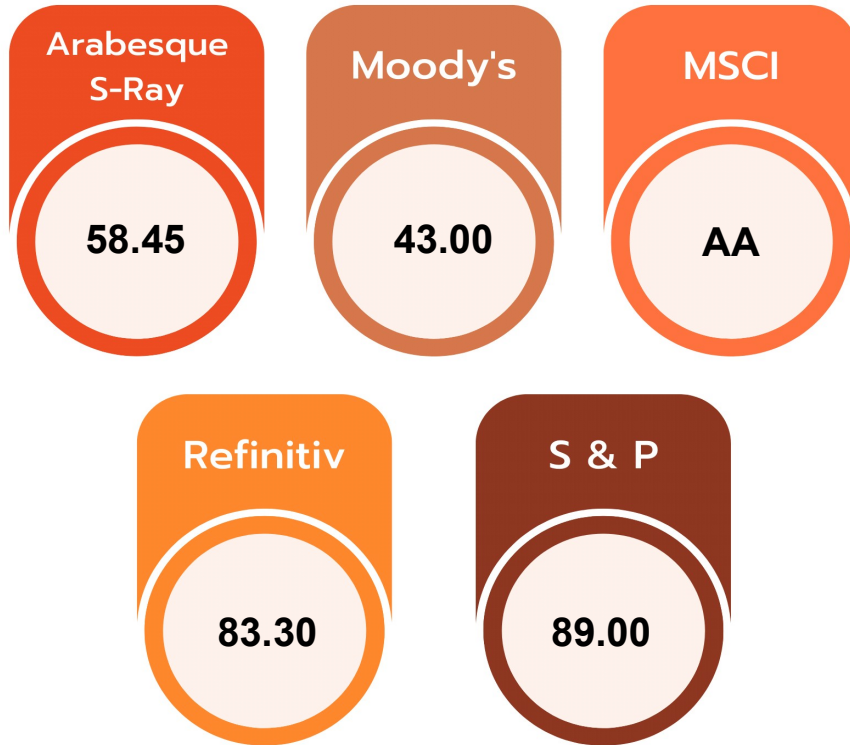 Arabesque
S-Ray
58.45
Moody's
43.00
MSCI
AA
Refinitiv
83.30
S & P
89.00